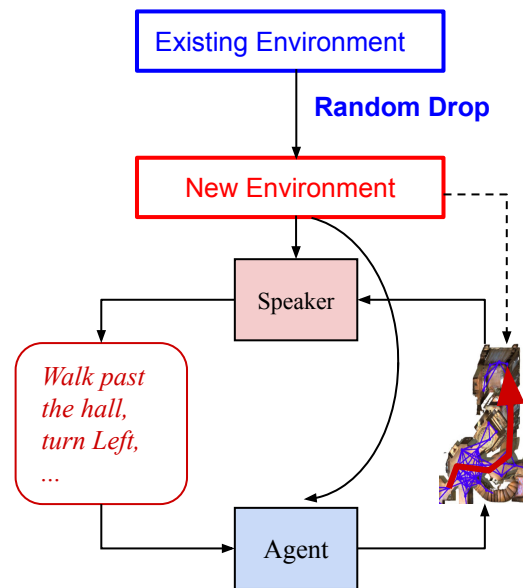 Existing Environment
Random Drop
New Environment
Speaker
Walk past
the hall,
turn Left,
...
Agent